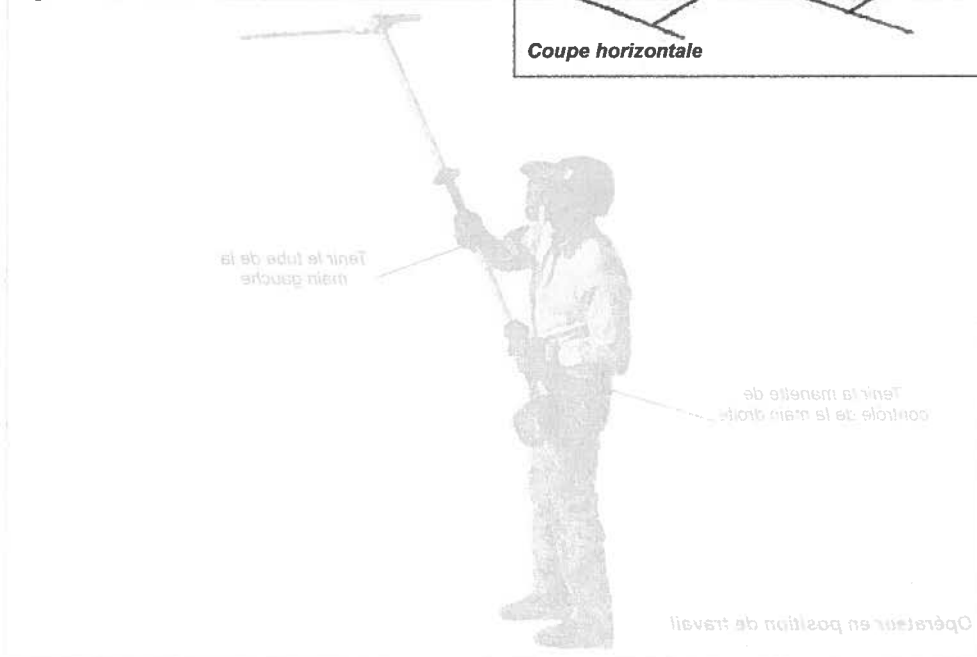 Coupe horizontale
Tenir le tube de la
main gauche
Tenir la manette de
contrôle de la main droite
Opérateur en position de travail